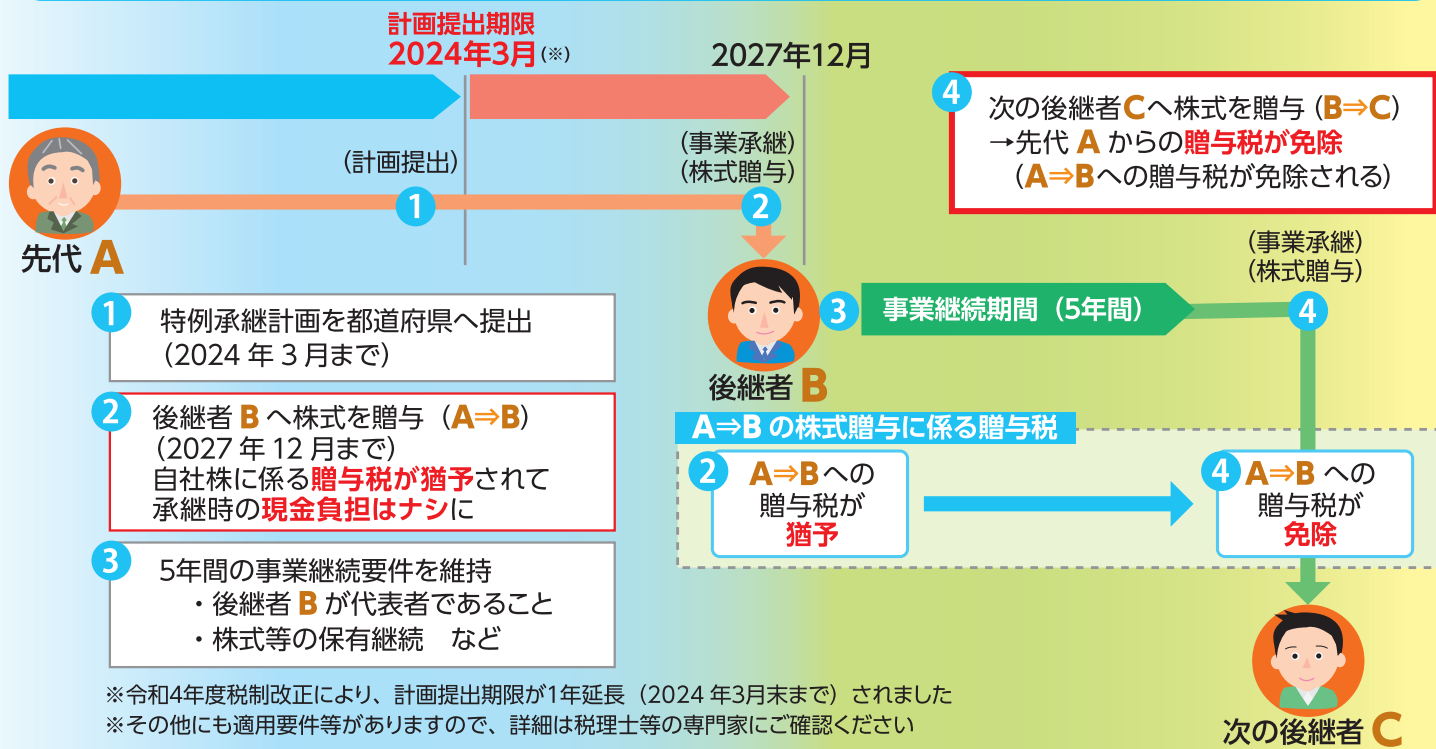 計画提出期限
2024年3月(※)
2027年12月
(計画提出)
(事業承継)
(株式贈与)
1
2
先代 A
4
次の後継者Cへ株式を贈与(B⇒C)
→先代 A からの贈与税が免除
(A⇒Bへの贈与税が免除される)
(事業承継)
(株式贈与)
1
特例承継計画を都道府県へ提出
(2024 年 3 月まで)
2
後継者 B へ株式を贈与(A⇒B)
(2027 年 12 月まで)
自社株に係る贈与税が猶予されて
承継時の現金負担はナシに
3
5年間の事業継続要件を維持
・後継者 B が代表者であること
・株式等の保有継続 など
後継者 B
3
事業継続期間(5年間)
4
A⇒B の株式贈与に係る贈与税
2
A⇒B への
贈与税が
猶予
4
A⇒B への
贈与税が
免除
次の後継者 C
※令和4年度税制改正により、計画提出期限が1年延長(2024 年3月末まで)されました
※その他にも適用要件等がありますので、詳細は税理士等の専門家にご確認ください